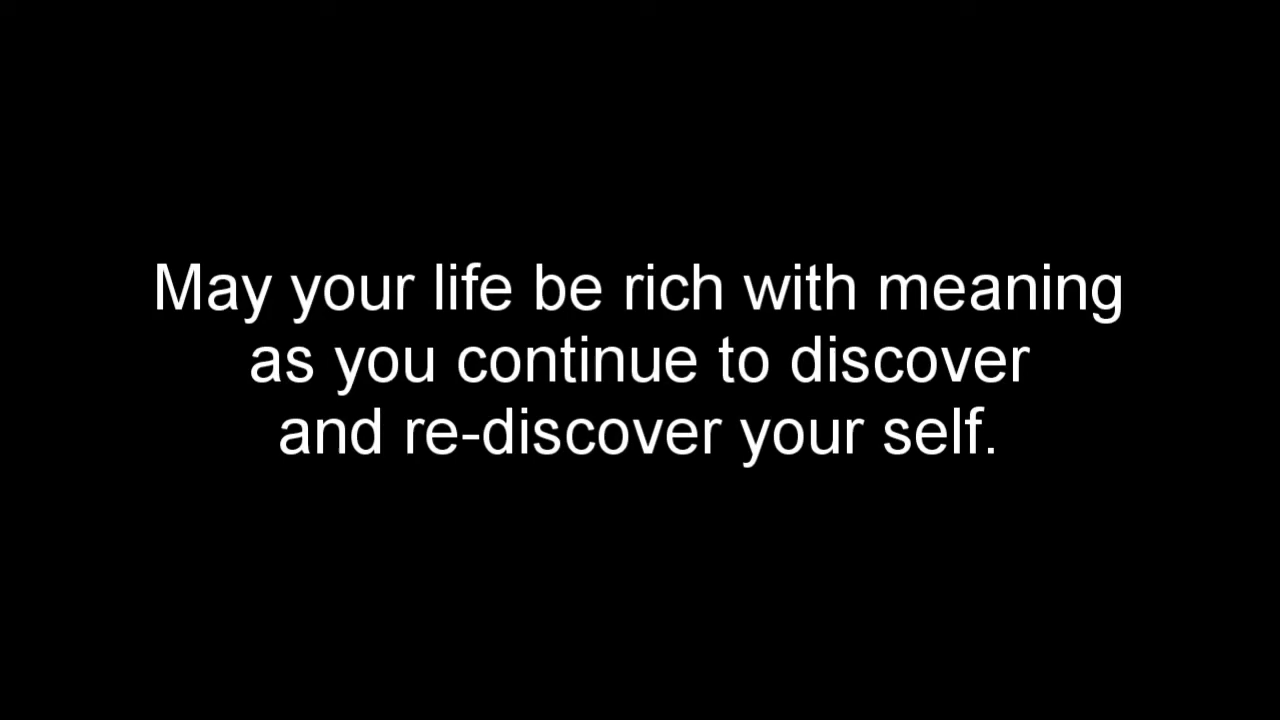 May your life be rich with meaning
as you continue to discover
and re-discover your self.